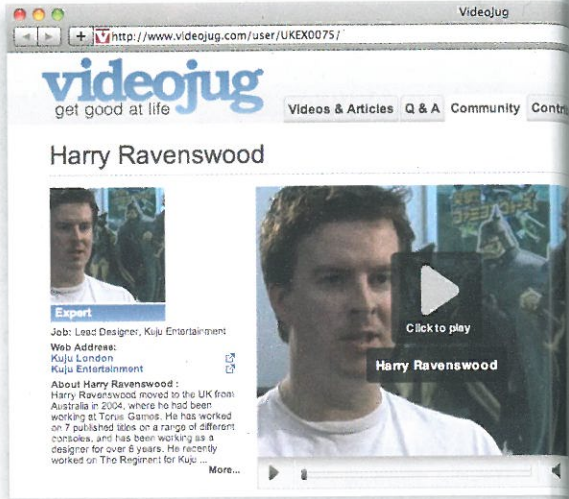 VideoJug
http://www.videojug.com/user/UKEX0075/
videojug
get good at life
Videos & Articles Q & A Community
Harry Ravenswood
Expert
Click to play
Harry Ravenswood
Job: Lead Designer, Kuju Entertainment
Web Address:
Kuju London
Kuju Entertainment
About Harry Ravenswood :
Harry Ravenswood moved to the UK from
Australia in 2004, where he had been
working at Torus Games. He has worked
on 7 published titles on a range of different
consoles, and has been working as a
designer for over 6 years. He recently
worked on The Regiment for Kuju ...
More...